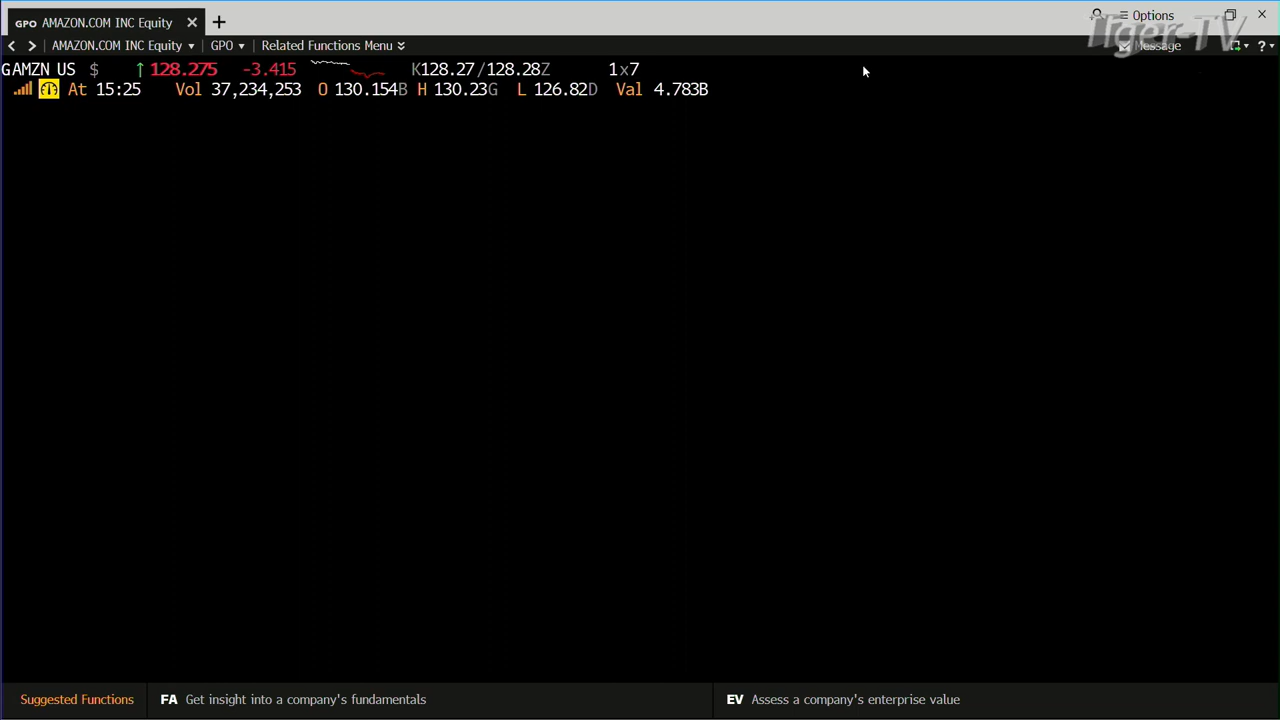 GPO AMAZON.COM INC Equity
Options
AMAZON.COM INC Equity GPO Related Functions Menu Message ?
Tiger-TV
GAMZN US $ ↑ 128.275 -3.415 K128.27/128.28Z 1x7
At 15:25 Vol 37,234,253 O 130.154B H 130.23G L 126.82D Val 4.783B
Suggested Functions FA Get insight into a company's fundamentals EV Assess a company's enterprise value